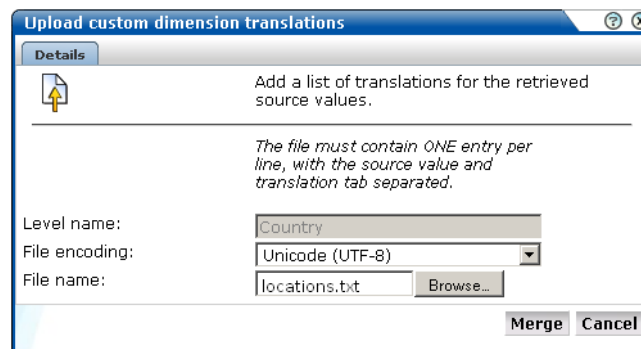 Upload custom dimension translations
Details
Add a list of translations for the retrieved
source values.
The file must contain ONE entry per
line, with the source value and
translation tab separated.
Level name:
Country
File encoding:
Unicode (UTF-8)
File name:
locations.txt
Browse...
Merge Cancel